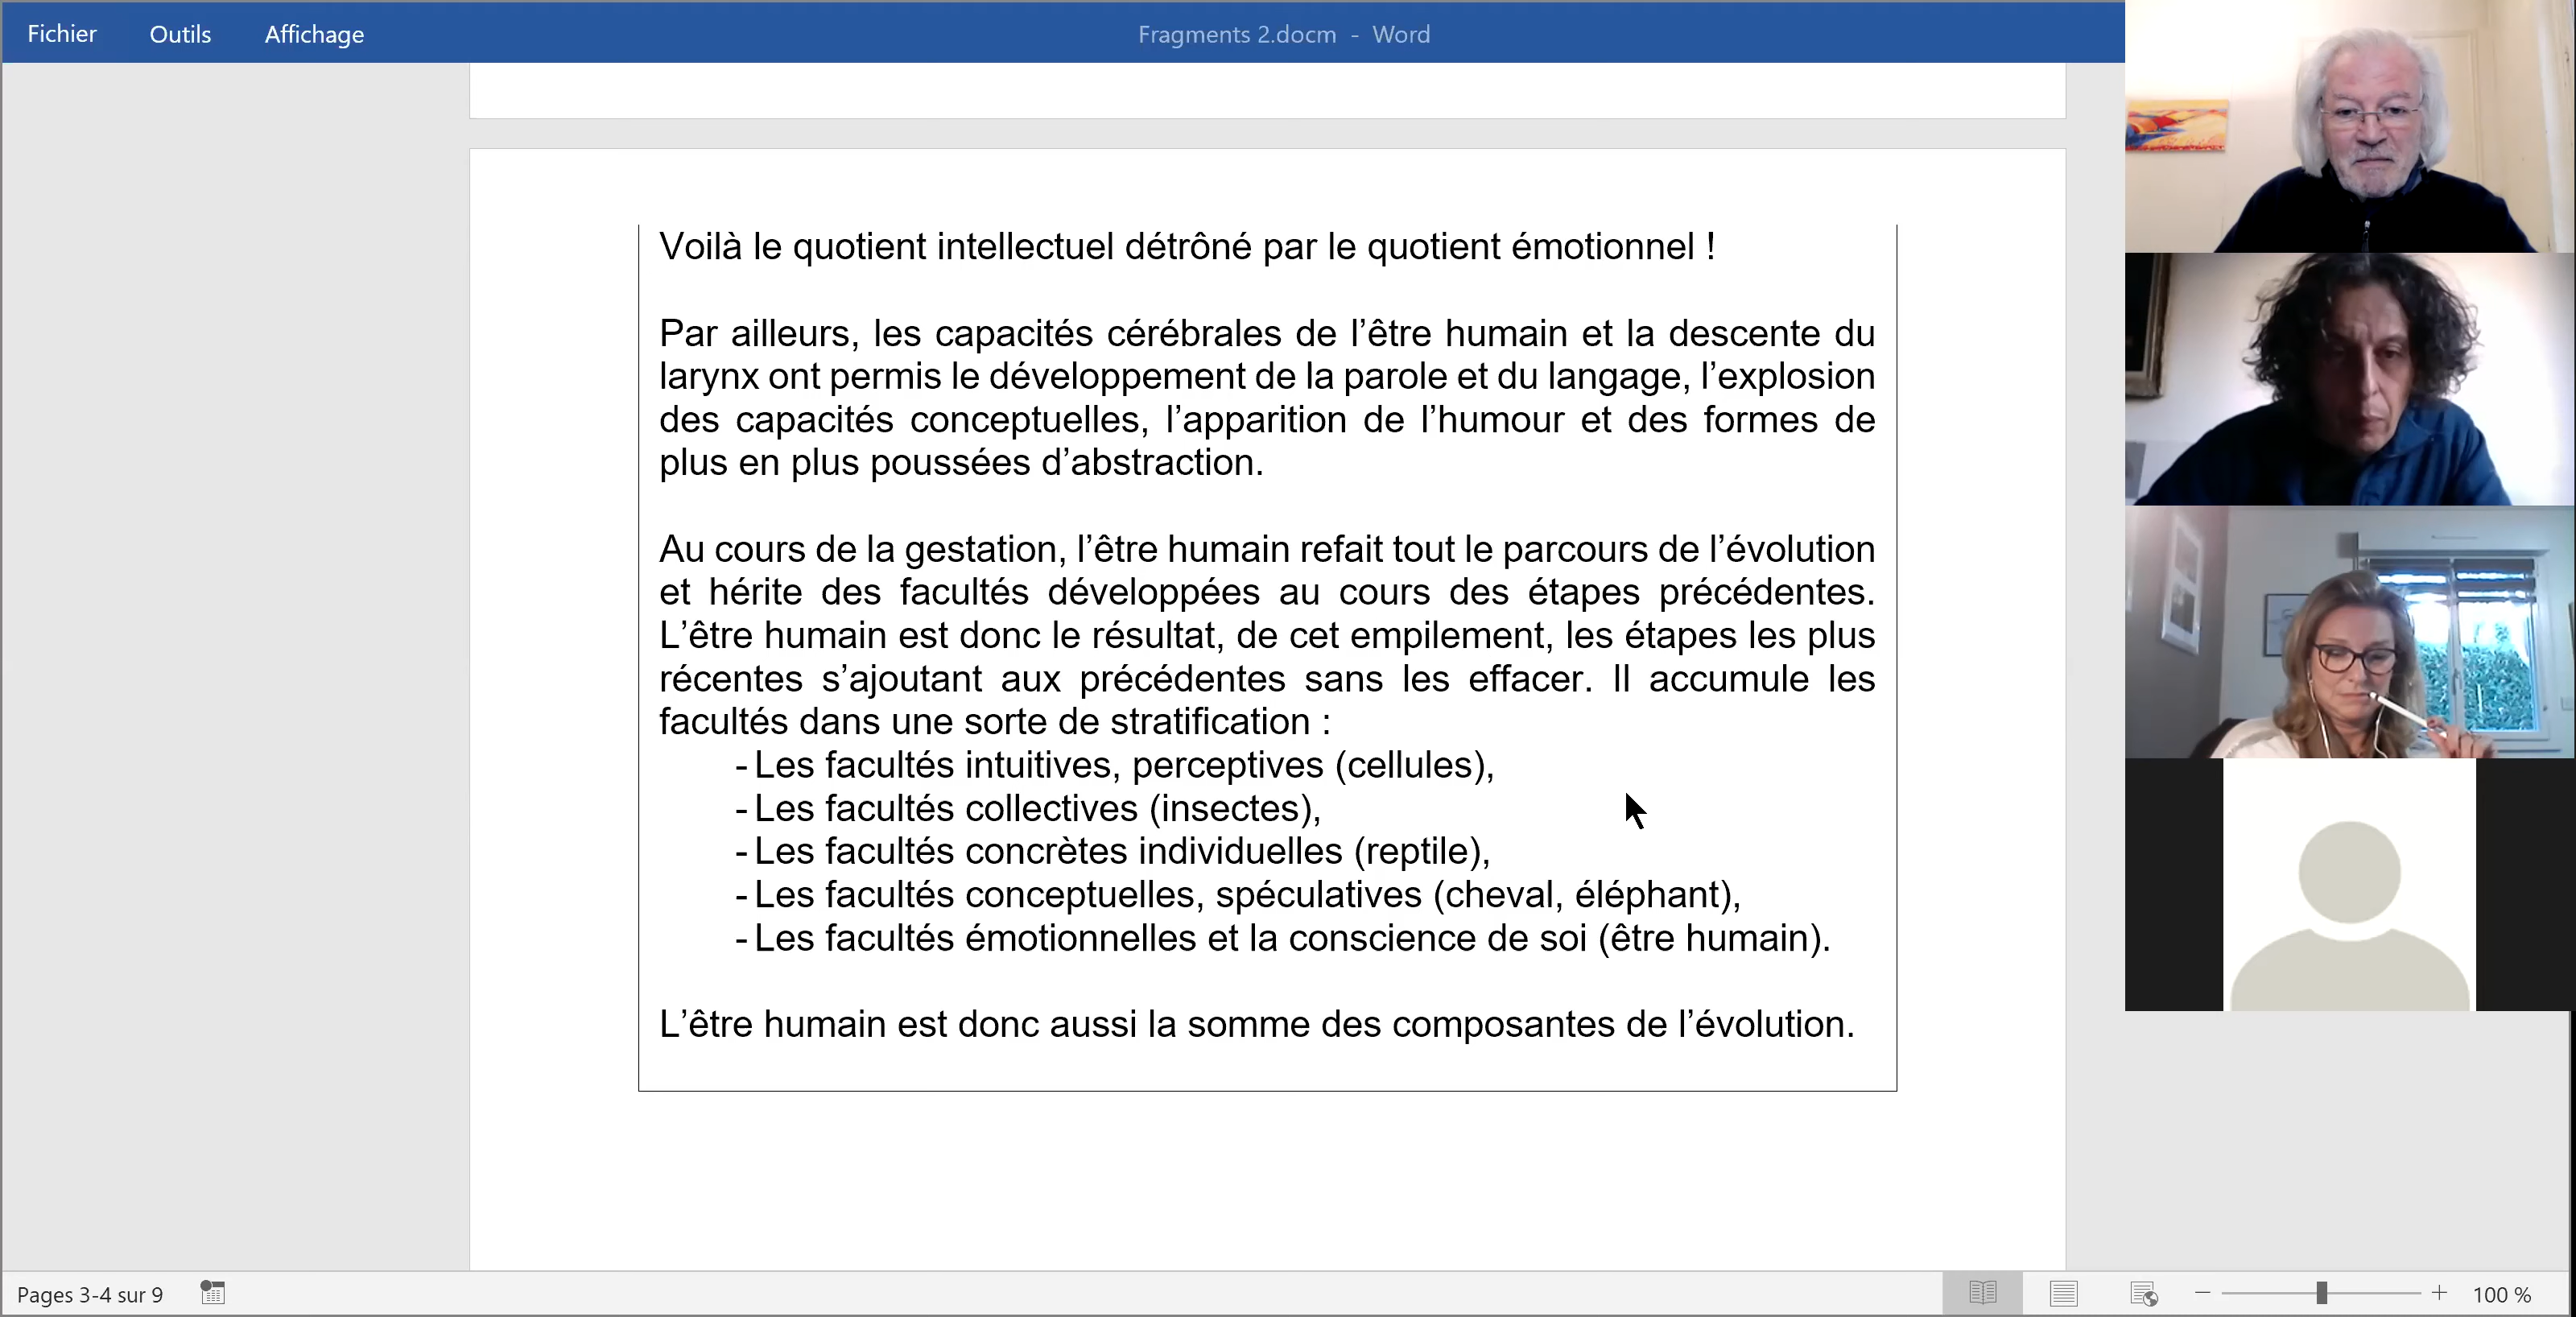 Fichier Outils Affichage Fragments 2.docm - Word
Voilà le quotient intellectuel détrôné par le quotient émotionnel !
Par ailleurs, les capacités cérébrales de l’être humain et la descente du
larynx ont permis le développement de la parole et du langage, l’explosion
des capacités conceptuelles, l’apparition de l’humour et des formes de
plus en plus poussées d’abstraction.
Au cours de la gestation, l’être humain refait tout le parcours de l’évolution
et hérite des facultés développées au cours des étapes précédentes.
L’être humain est donc le résultat, de cet empilement, les étapes les plus
récentes s’ajoutant aux précédentes sans les effacer. Il accumule les
facultés dans une sorte de stratification :
- Les facultés intuitives, perceptives (cellules),
- Les facultés collectives (insectes),
- Les facultés concrètes individuelles (reptile),
- Les facultés conceptuelles, spéculatives (cheval, éléphant),
- Les facultés émotionnelles et la conscience de soi (être humain).
L’être humain est donc aussi la somme des composantes de l’évolution.
Pages 3-4 sur 9 100 %